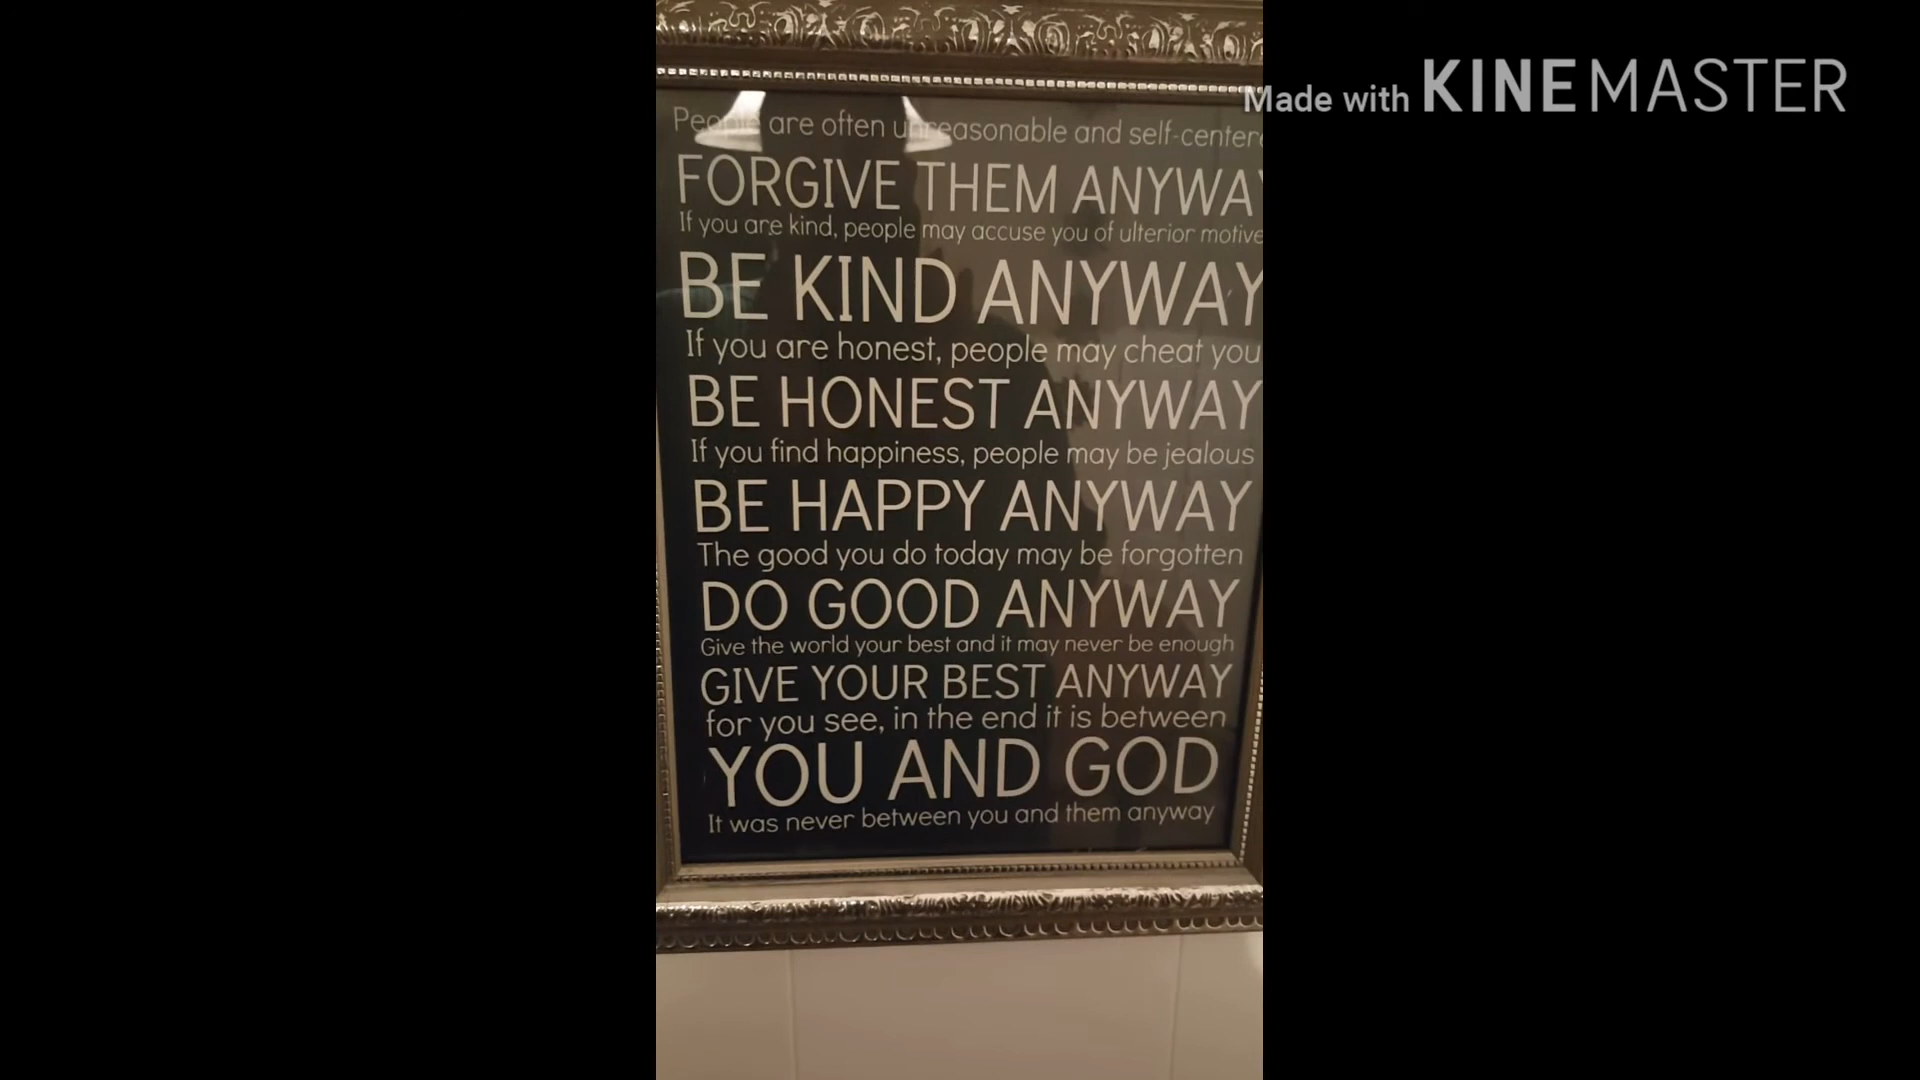 Made with KINEMASTER
People are often unreasonable and self-center
FORGIVE THEM ANYWAY
If you are kind, people may accuse you of ulterior motive
BE KIND ANYWAY
If you are honest, people may cheat you
BE HONEST ANYWAY
If you find happiness, people may be jealous
BE HAPPY ANYWAY
The good you do today may be forgotten
DO GOOD ANYWAY
Give the world your best and it may never be enough
GIVE YOUR BEST ANYWAY
for you see, in the end it is between
YOU AND GOD
It was never between you and them anyway